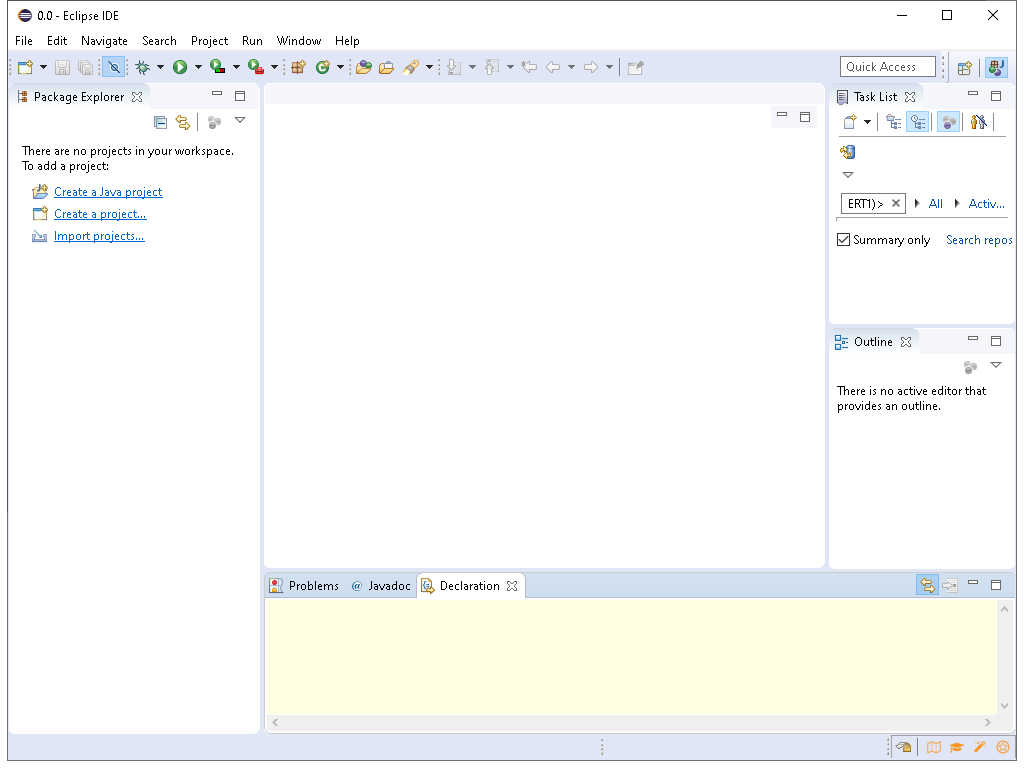 0.0 - Eclipse IDE
File Edit Navigate Search Project Run Window Help
Quick Access
Package Explorer
There are no projects in your workspace.
To add a project:
Create a Java project
Create a project...
Import projects...
Task List
ERT1)> All Activ...
Summary only Search repos
Outline
There is no active editor that
provides an outline.
Problems @ Javadoc Declaration